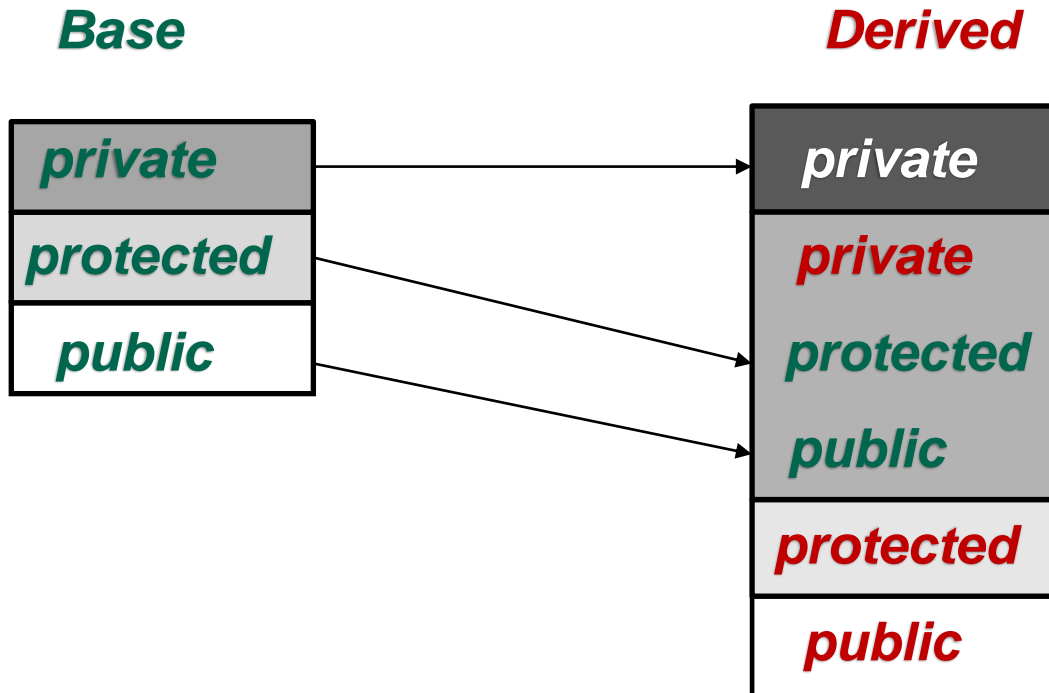 Base
Derived
private
protected
public
private
private
protected
public
protected
public